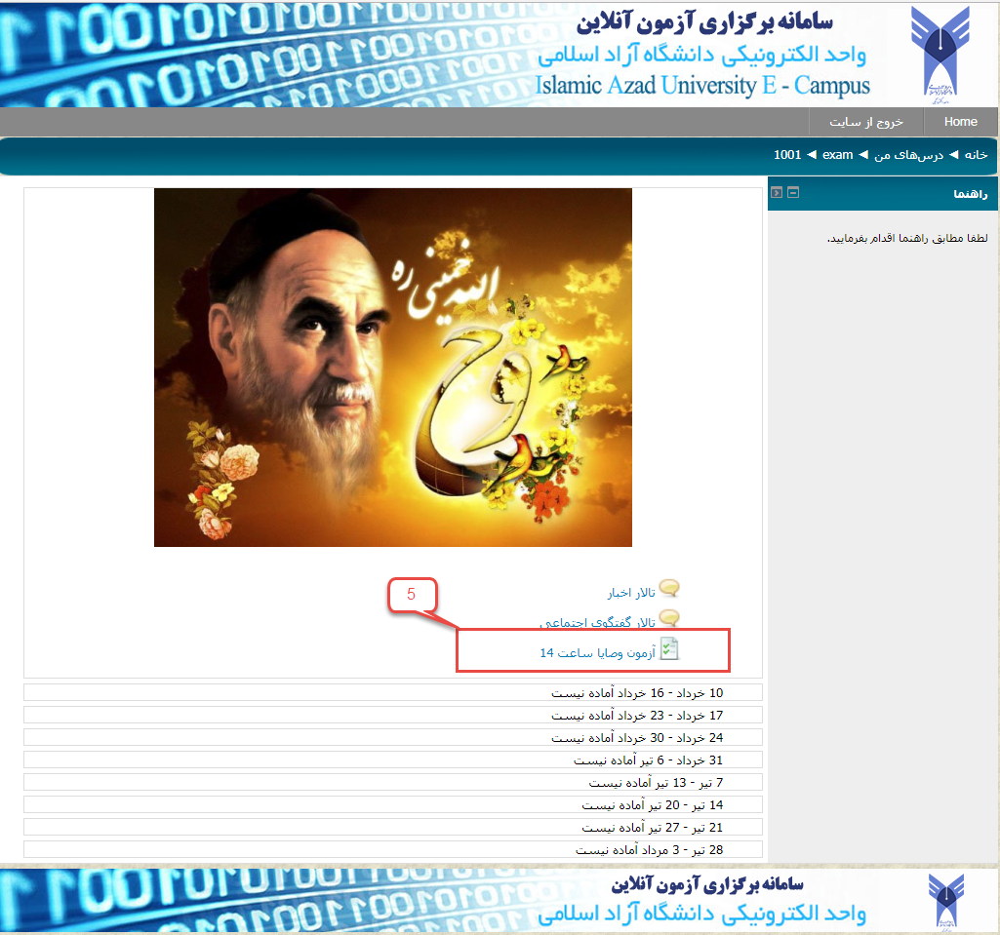 سامانه برگزاری آزمون آنلاین
واحد الکترونیکی دانشگاه آزاد اسلامی
Islamic Azad University E - Campus
Home
خروج از سایت
خانه ◄ درس‌های من ◄ exam ◄ 1001
راهنما
لطفا مطابق راهنما اقدام بفرمایید.
روح
الله خمینی ره
تالار اخبار
5
تالار گفتگوی اجتماعی
آزمون وصایا ساعت 14
10 خرداد - 16 خرداد آماده نیست
17 خرداد - 23 خرداد آماده نیست
24 خرداد - 30 خرداد آماده نیست
31 خرداد - 6 تیر آماده نیست
7 تیر - 13 تیر آماده نیست
14 تیر - 20 تیر آماده نیست
21 تیر - 27 تیر آماده نیست
28 تیر - 3 مرداد آماده نیست
سامانه برگزاری آزمون آنلاین
واحد الکترونیکی دانشگاه آزاد اسلامی